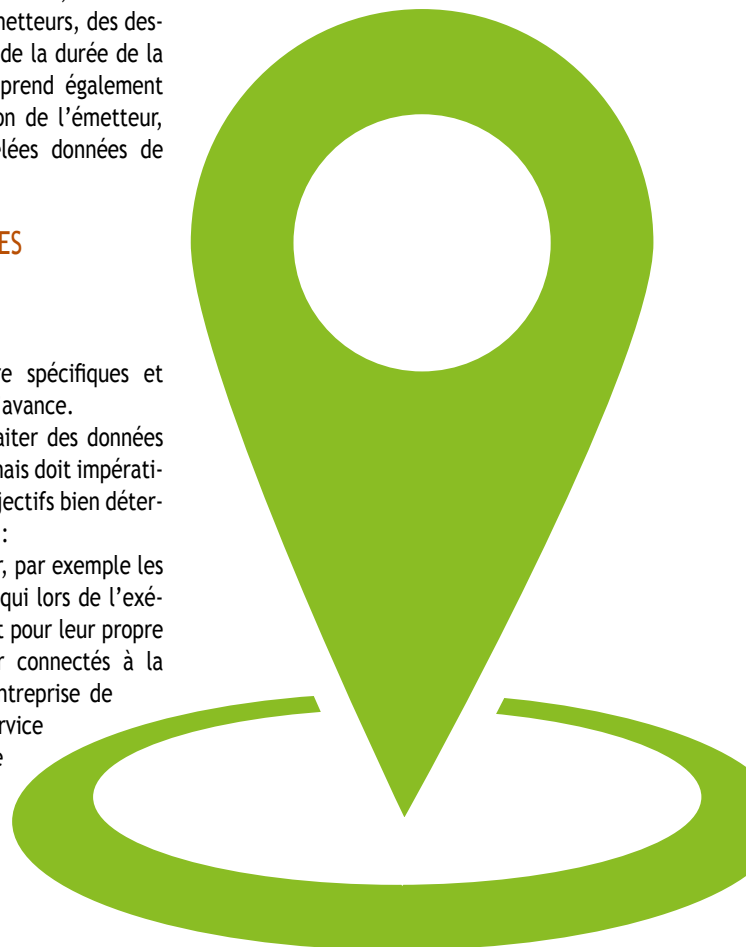 metteurs, des des-
de la durée de la
prend également
on de l’émetteur,
lées données de
ES
e spécifiques et
avance.
aiter des données
nais doit impérati-
jectifs bien déter-
:
r, par exemple les
qui lors de l’exé-
t pour leur propre
r connectés à la
ntreprise de
rvice
e